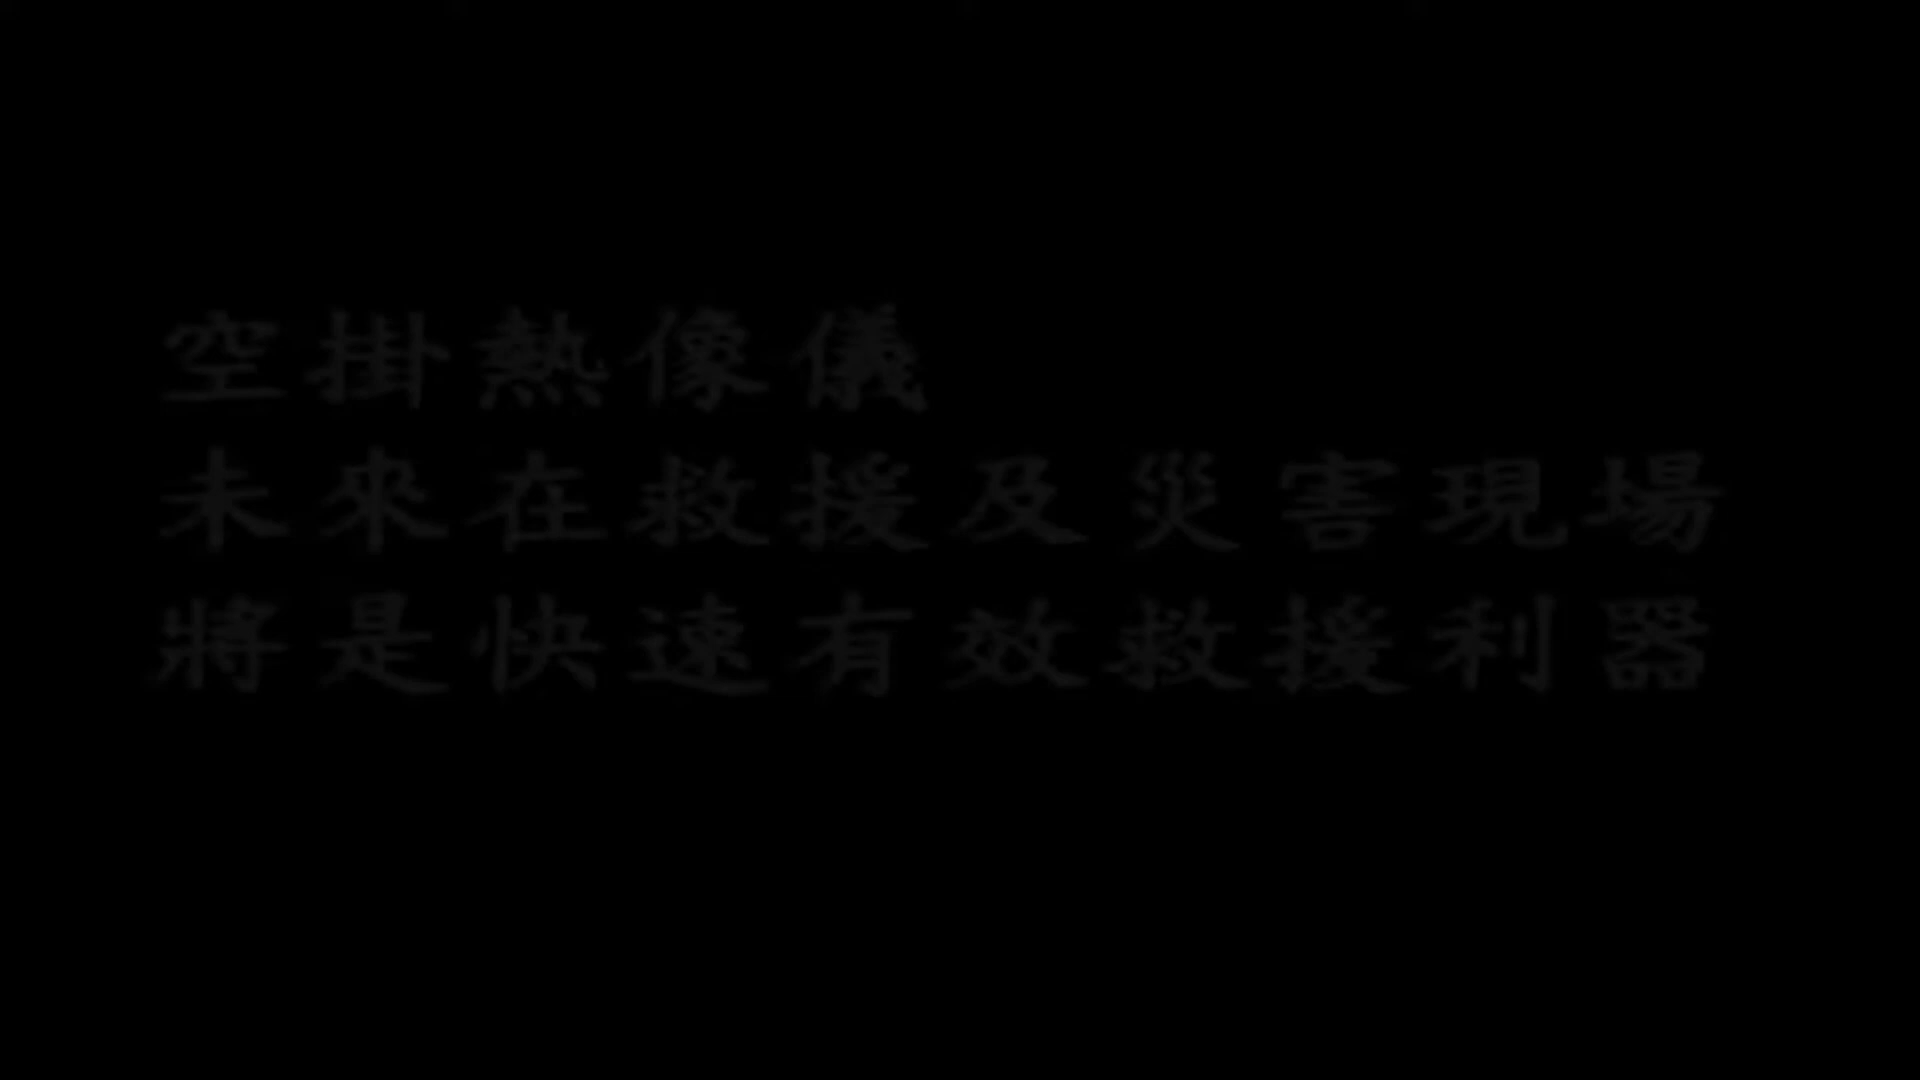 空掛熱像儀
未來在救援及災害現場
將是快速有效救援利器